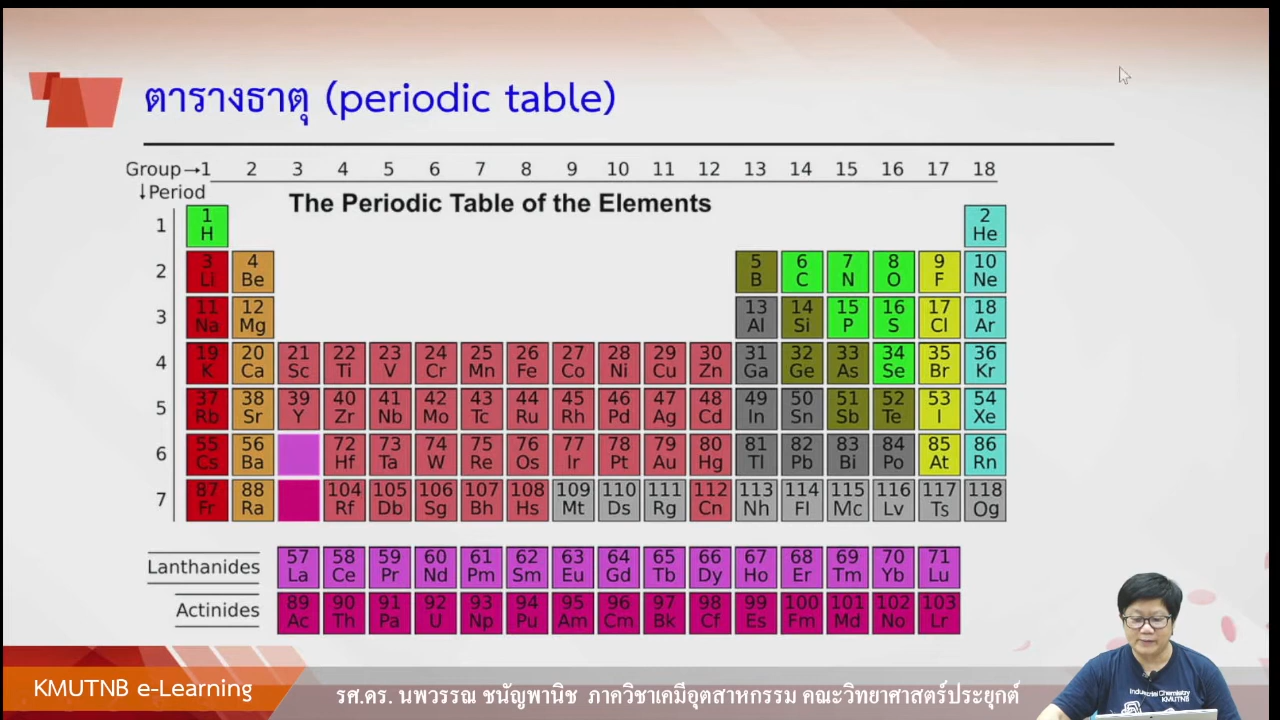 ตารางธาตุ (periodic table)
Group→1 2 3 4 5 6 7 8 9 10 11 12 13 14 15 16 17 18
↓Period
The Periodic Table of the Elements
1 1 2
H He
2 3 4 5 6 7 8 9 10
Li Be B C N O F Ne
3 11 12 13 14 15 16 17 18
Na Mg Al Si P S Cl Ar
4 19 20 21 22 23 24 25 26 27 28 29 30 31 32 33 34 35 36
K Ca Sc Ti V Cr Mn Fe Co Ni Cu Zn Ga Ge As Se Br Kr
5 37 38 39 40 41 42 43 44 45 46 47 48 49 50 51 52 53 54
Rb Sr Y Zr Nb Mo Tc Ru Rh Pd Ag Cd In Sn Sb Te I Xe
6 55 56 72 73 74 75 76 77 78 79 80 81 82 83 84 85 86
Cs Ba Hf Ta W Re Os Ir Pt Au Hg Tl Pb Bi Po At Rn
7 87 88 104 105 106 107 108 109 110 111 112 113 114 115 116 117 118
Fr Ra Rf Db Sg Bh Hs Mt Ds Rg Cn Nh Fl Mc Lv Ts Og
Lanthanides 57 58 59 60 61 62 63 64 65 66 67 68 69 70 71
La Ce Pr Nd Pm Sm Eu Gd Tb Dy Ho Er Tm Yb Lu
Actinides 89 90 91 92 93 94 95 96 97 98 99 100 101 102 103
Ac Th Pa U Np Pu Am Cm Bk Cf Es Fm Md No Lr
Industrial Chemistry
KMUTNB
KMUTNB e-Learning
รศ.ดร. นพวรรณ ชนัญพานิช ภาควิชาเคมีอุตสาหกรรม คณะวิทยาศาสตร์ประยุกต์